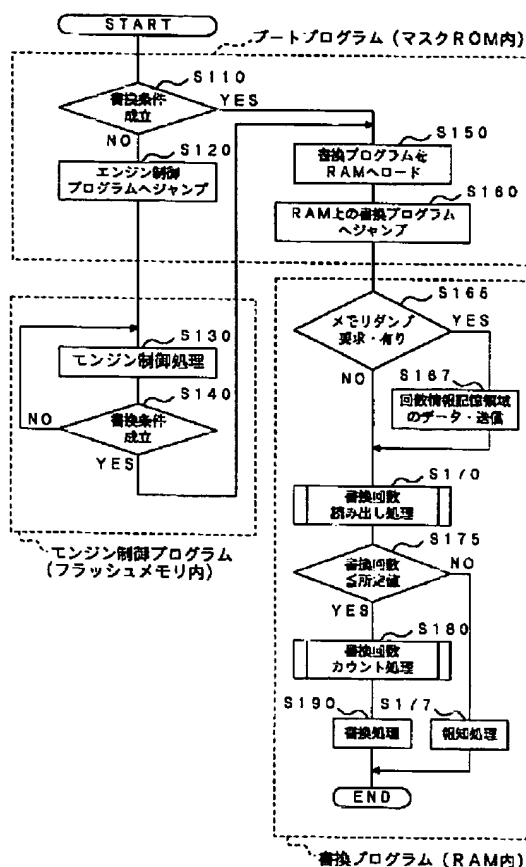 START
ブートプログラム(マスクROM内)
S110
書換条件
成立
YES
NO
S120
エンジン制御
プログラムへジャンプ
S150
書換プログラムを
RAMへロード
S160
RAM上の書換プログラム
へジャンプ
S130
エンジン制御処理
S140
書換条件
成立
NO
YES
エンジン制御プログラム
(フラッシュメモリ内)
S165
メモリダンプ
要求・有り
YES
NO
S167
回数情報記憶領域
のデータ・送信
S170
書換回数
読み出し処理
S175
書換回数
≦所定値
NO
YES
S180
書換回数
カウント処理
S190
書換処理
S177
報知処理
END
書換プログラム(RAM内)